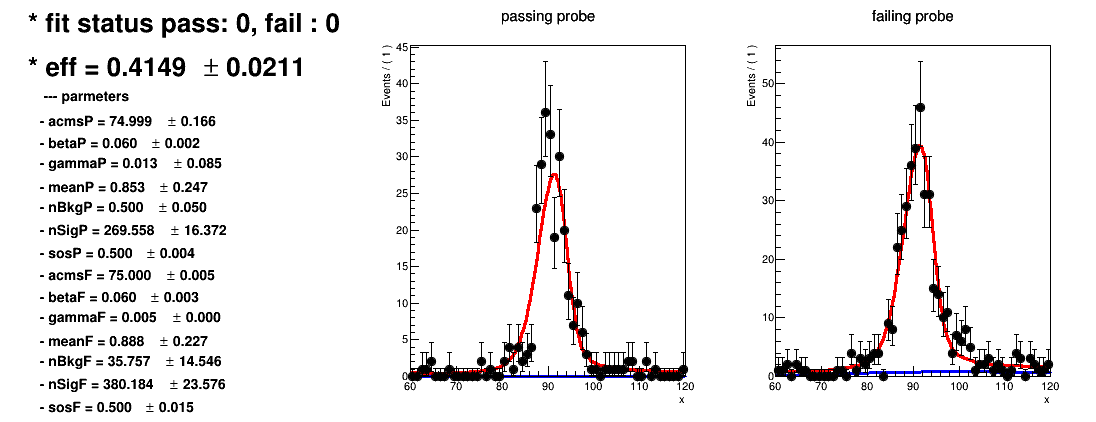 * fit status pass: 0, fail : 0
* eff = 0.4149 ± 0.0211
--- parmeters
- acmsP = 74.999 ± 0.166
- betaP = 0.060 ± 0.002
- gammaP = 0.013 ± 0.085
- meanP = 0.853 ± 0.247
- nBkgP = 0.500 ± 0.050
- nSigP = 269.558 ± 16.372
- sosP = 0.500 ± 0.004
- acmsF = 75.000 ± 0.005
- betaF = 0.060 ± 0.003
- gammaF = 0.005 ± 0.000
- meanF = 0.888 ± 0.227
- nBkgF = 35.757 ± 14.546
- nSigF = 380.184 ± 23.576
- sosF = 0.500 ± 0.015
passing probe
Events / ( 1 )
45
40
35
30
25
20
15
10
5
0
60 70 80 90 100 110 120
x
failing probe
Events / ( 1 )
50
40
30
20
10
0
60 70 80 90 100 110 120
x